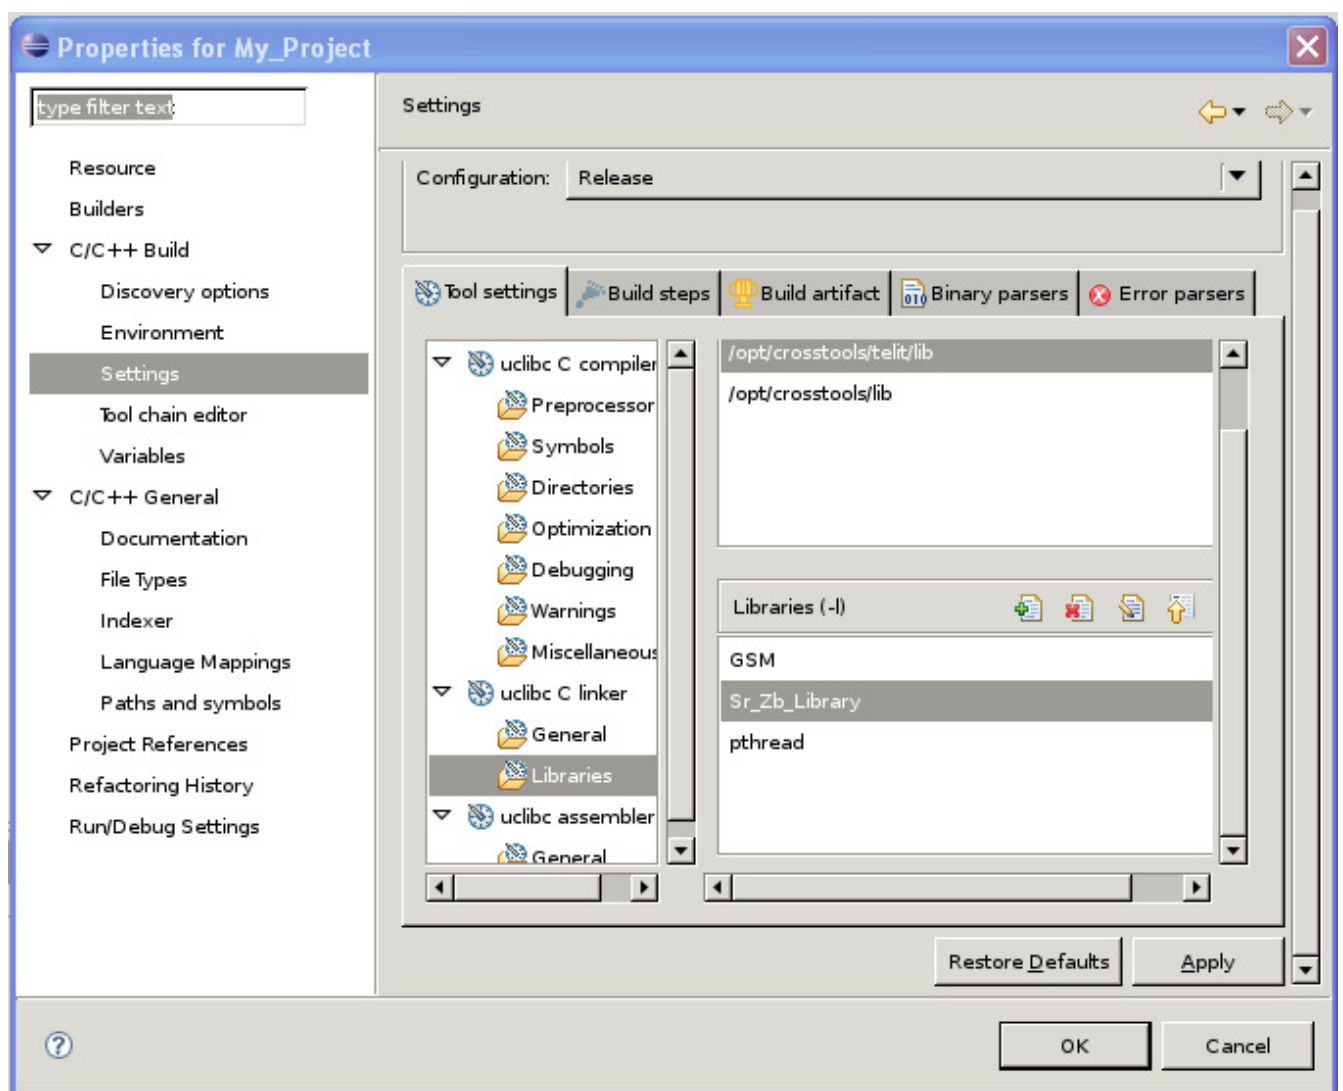 Properties for My_Project
type filter text
Resource
Builders
C/C++ Build
Discovery options
Environment
Settings
Tool chain editor
Variables
C/C++ General
Documentation
File Types
Indexer
Language Mappings
Paths and symbols
Project References
Refactoring History
Run/Debug Settings
Settings
Configuration: Release
Tool settings Build steps Build artifact Binary parsers Error parsers
uclibc C compiler
Preprocessor
Symbols
Directories
Optimization
Debugging
Warnings
Miscellaneous
uclibc C linker
General
Libraries
uclibc assembler
General
/opt/crosstools/telit/lib
/opt/crosstools/lib
Libraries (-l)
GSM
Sr_Zb_Library
pthread
Restore Defaults Apply
OK Cancel